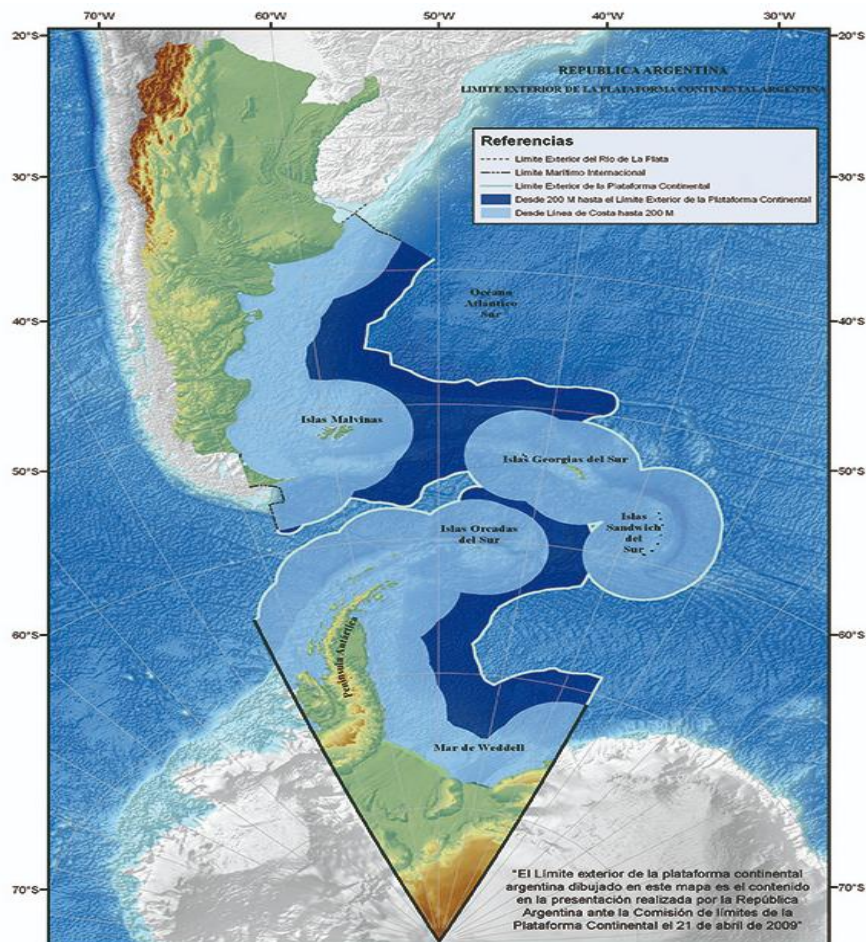 70°W
60°W
50°W
40°W
30°W
20°S
20°S
REPUBLICA ARGENTINA
LIMITE EXTERIOR DE LA PLATAFORMA CONTINENTAL ARGENTINA
Referencias
Límite Exterior del Río de La Plata
Límite Marítimo Internacional
Límite Exterior de la Plataforma Continental
Desde 200 M hasta el Límite Exterior de la Plataforma Continental
Desde Línea de Costa hasta 200 M
30°S
30°S
Océano
Atlántico
Sur
40°S
40°S
Islas Malvinas
Islas Georgias del Sur
50°S
50°S
Islas
Sandwich
del
Sur
Islas Orcadas
del Sur
60°S
60°S
Península Antártica
Mar de Weddell
"El Límite exterior de la plataforma continental
argentina dibujado en este mapa es el contenido
en la presentación realizada por la República
Argentina ante la Comisión de límites de la
Plataforma Continental el 21 de abril de 2009"
70°S
70°S